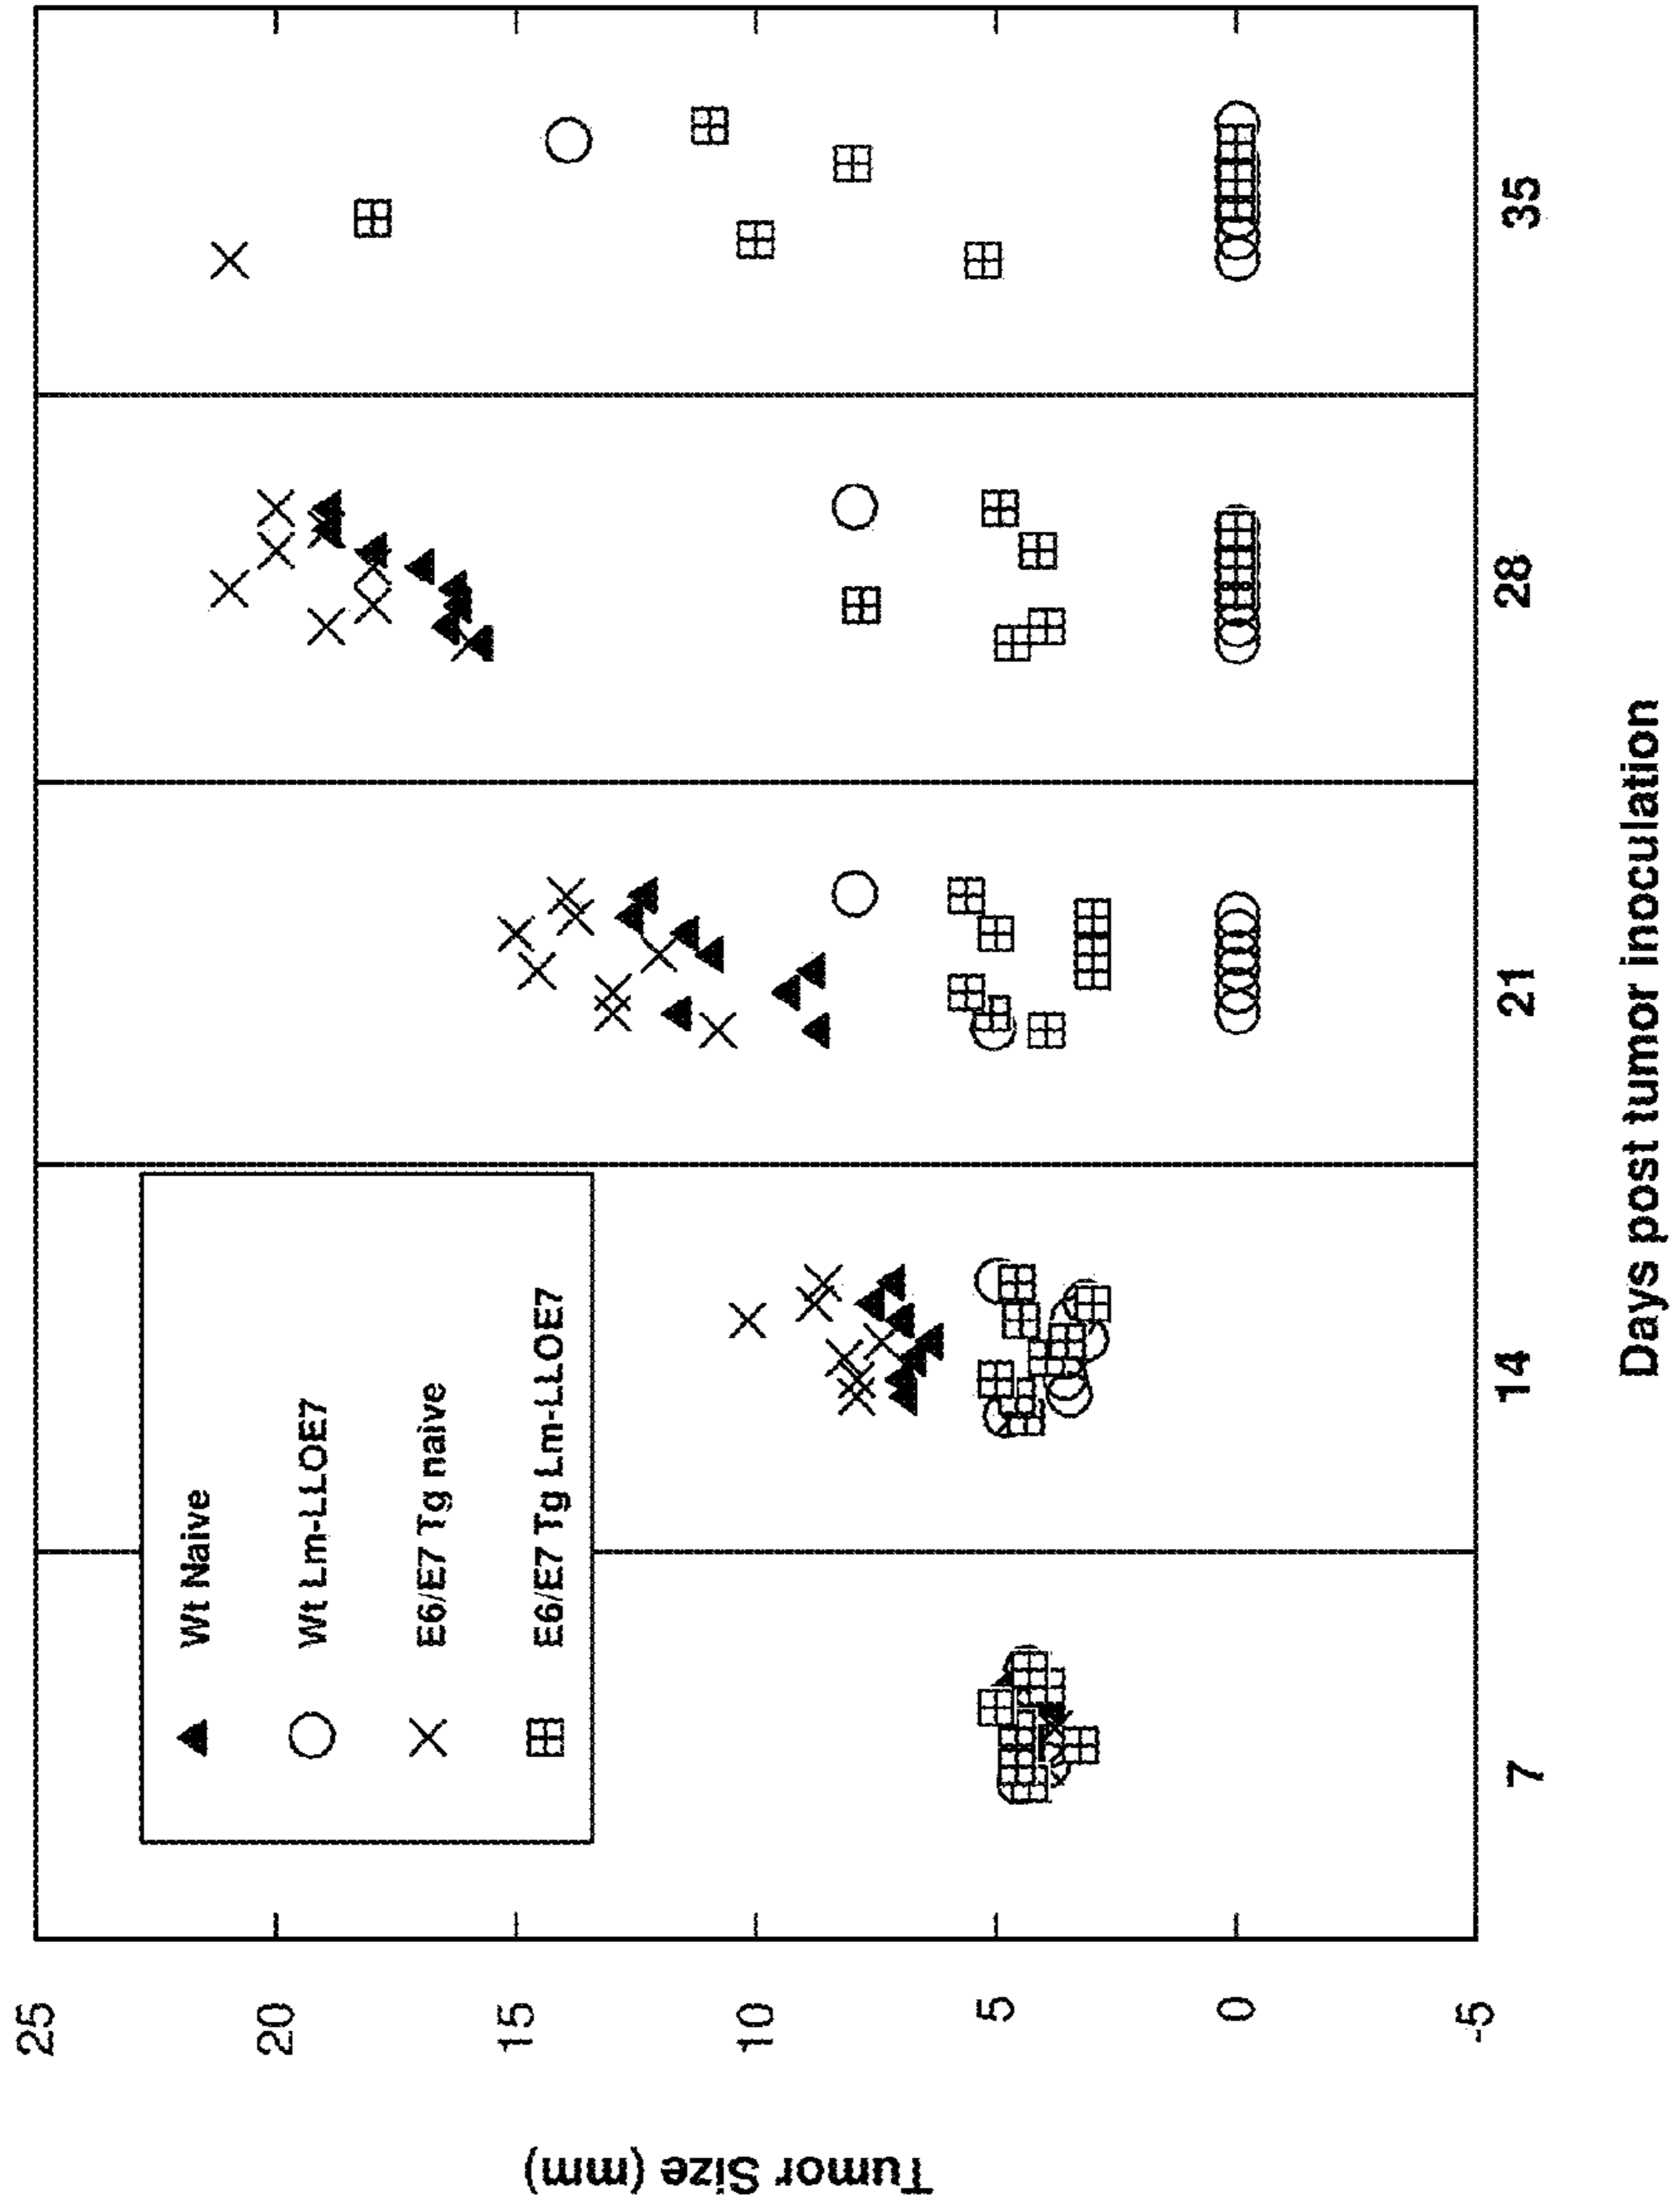 Tumor Size (mm)
25
20
15
10
5
0
-5
Wt Naive
Wt Lm-LLOE7
E6/E7 Tg naive
E6/E7 Tg Lm-LLOE7
7
14
21
28
35
Days post tumor inoculation